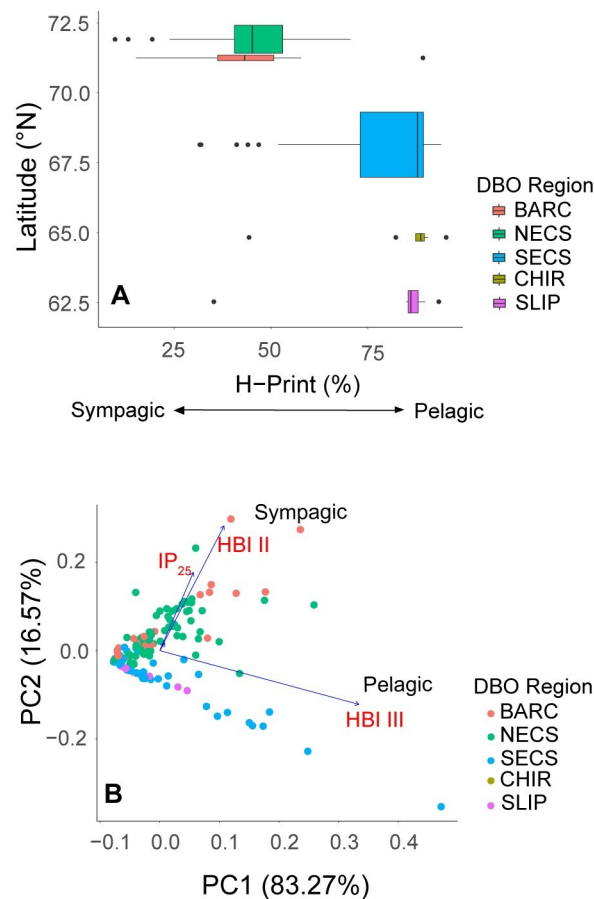 72.5
70.0
67.5
65.0
62.5
Latitude (°N)
A
25 50 75
H-Print (%)
Sympagic Pelagic
DBO Region
BARC
NECS
SECS
CHIR
SLIP
Sympagic
HBI II
IP25
Pelagic
HBI III
0.2
0.0
−0.2
PC2 (16.57%)
B
−0.1 0.0 0.1 0.2 0.3 0.4
PC1 (83.27%)
DBO Region
BARC
NECS
SECS
CHIR
SLIP